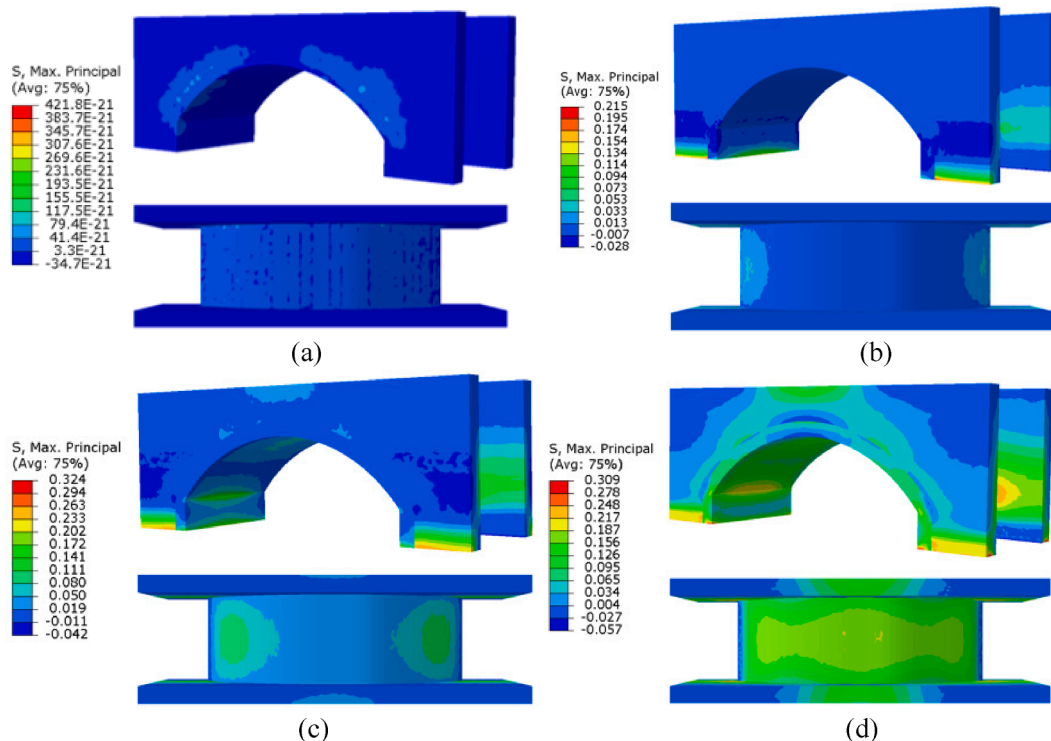 S, Max. Principal
(Avg: 75%)
421.8E-21
383.7E-21
345.7E-21
307.6E-21
269.6E-21
231.6E-21
193.5E-21
155.5E-21
117.5E-21
79.4E-21
41.4E-21
3.3E-21
-34.7E-21
(a)
S, Max. Principal
(Avg: 75%)
0.215
0.195
0.174
0.154
0.134
0.114
0.094
0.073
0.053
0.033
0.013
-0.007
-0.028
(b)
S, Max. Principal
(Avg: 75%)
0.324
0.294
0.263
0.233
0.202
0.172
0.141
0.111
0.080
0.050
0.019
-0.011
-0.042
(c)
S, Max. Principal
(Avg: 75%)
0.309
0.278
0.248
0.217
0.187
0.156
0.126
0.095
0.065
0.034
0.004
-0.027
-0.057
(d)